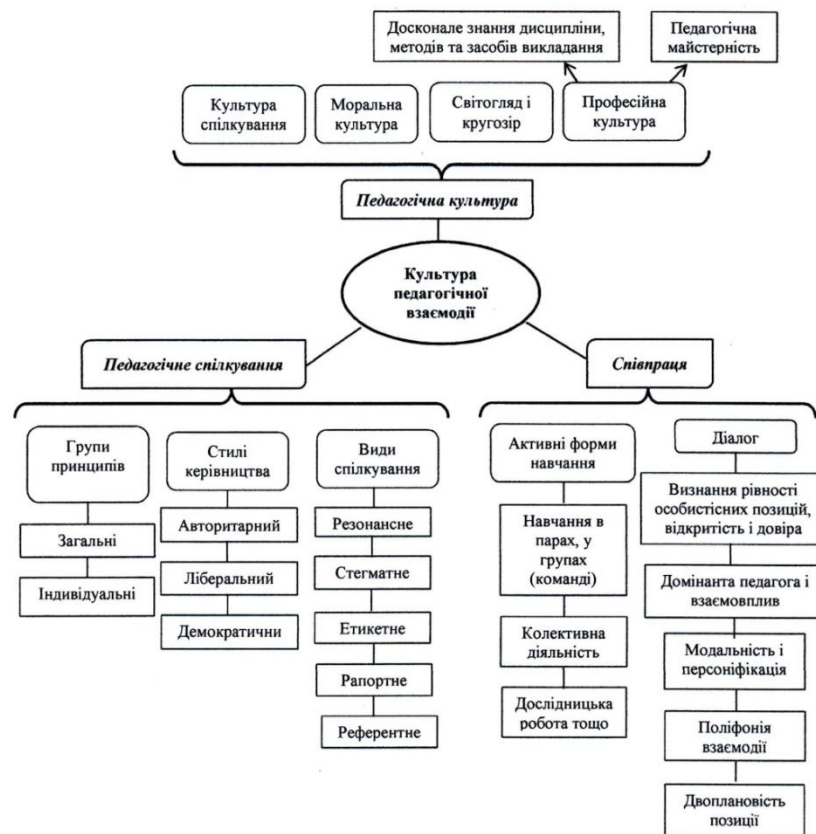 Досконале знання дисципліни,
методів та засобів викладання
Педагогічна
майстерність
Культура
спілкування
Моральна
культура
Світогляд і
кругозір
Професійна
культура
Педагогічна культура
Культура
педагогічної
взаємодії
Педагогічне спілкування
Співпраця
Групи
принципів
Загальні
Індивідуальні
Стилі
керівництва
Авторитарний
Ліберальний
Демократични
Види
спілкування
Резонансне
Стегматне
Етикетне
Рапортне
Референтне
Активні форми
навчання
Навчання в
парах, у
групах
(команді)
Колективна
діяльність
Дослідницька
робота тощо
Діалог
Визнання рівності
особистісних позицій,
відкритість і довіра
Домінанта педагога і
взаємовплив
Модальність і
персоніфікація
Поліфонія
взаємодії
Двоплановість
позиції